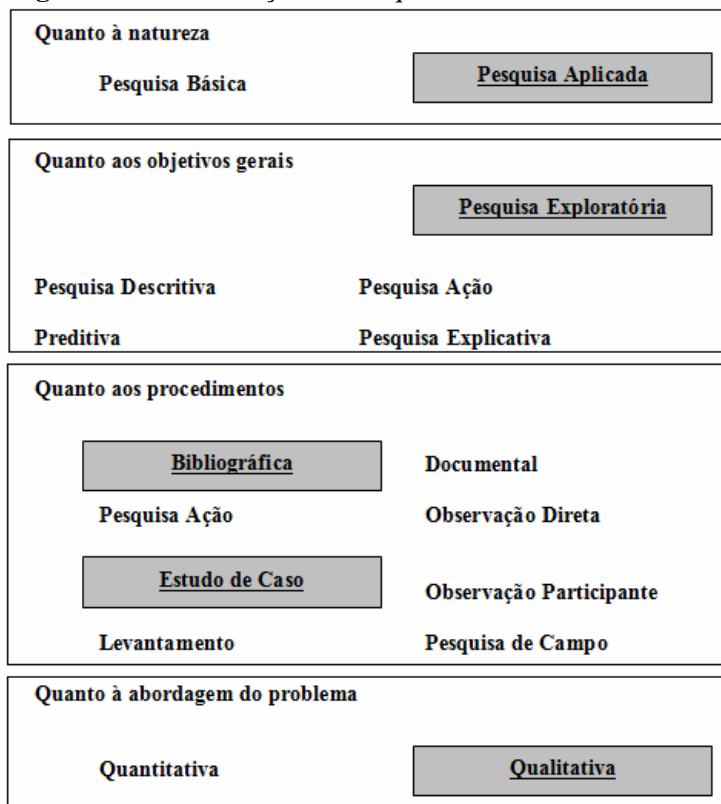 Quanto à natureza
Pesquisa Básica
Pesquisa Aplicada
Quanto aos objetivos gerais
Pesquisa Exploratória
Pesquisa Descritiva
Pesquisa Ação
Preditiva
Pesquisa Explicativa
Quanto aos procedimentos
Bibliográfica
Documental
Pesquisa Ação
Observação Direta
Estudo de Caso
Observação Participante
Levantamento
Pesquisa de Campo
Quanto à abordagem do problema
Quantitativa
Qualitativa